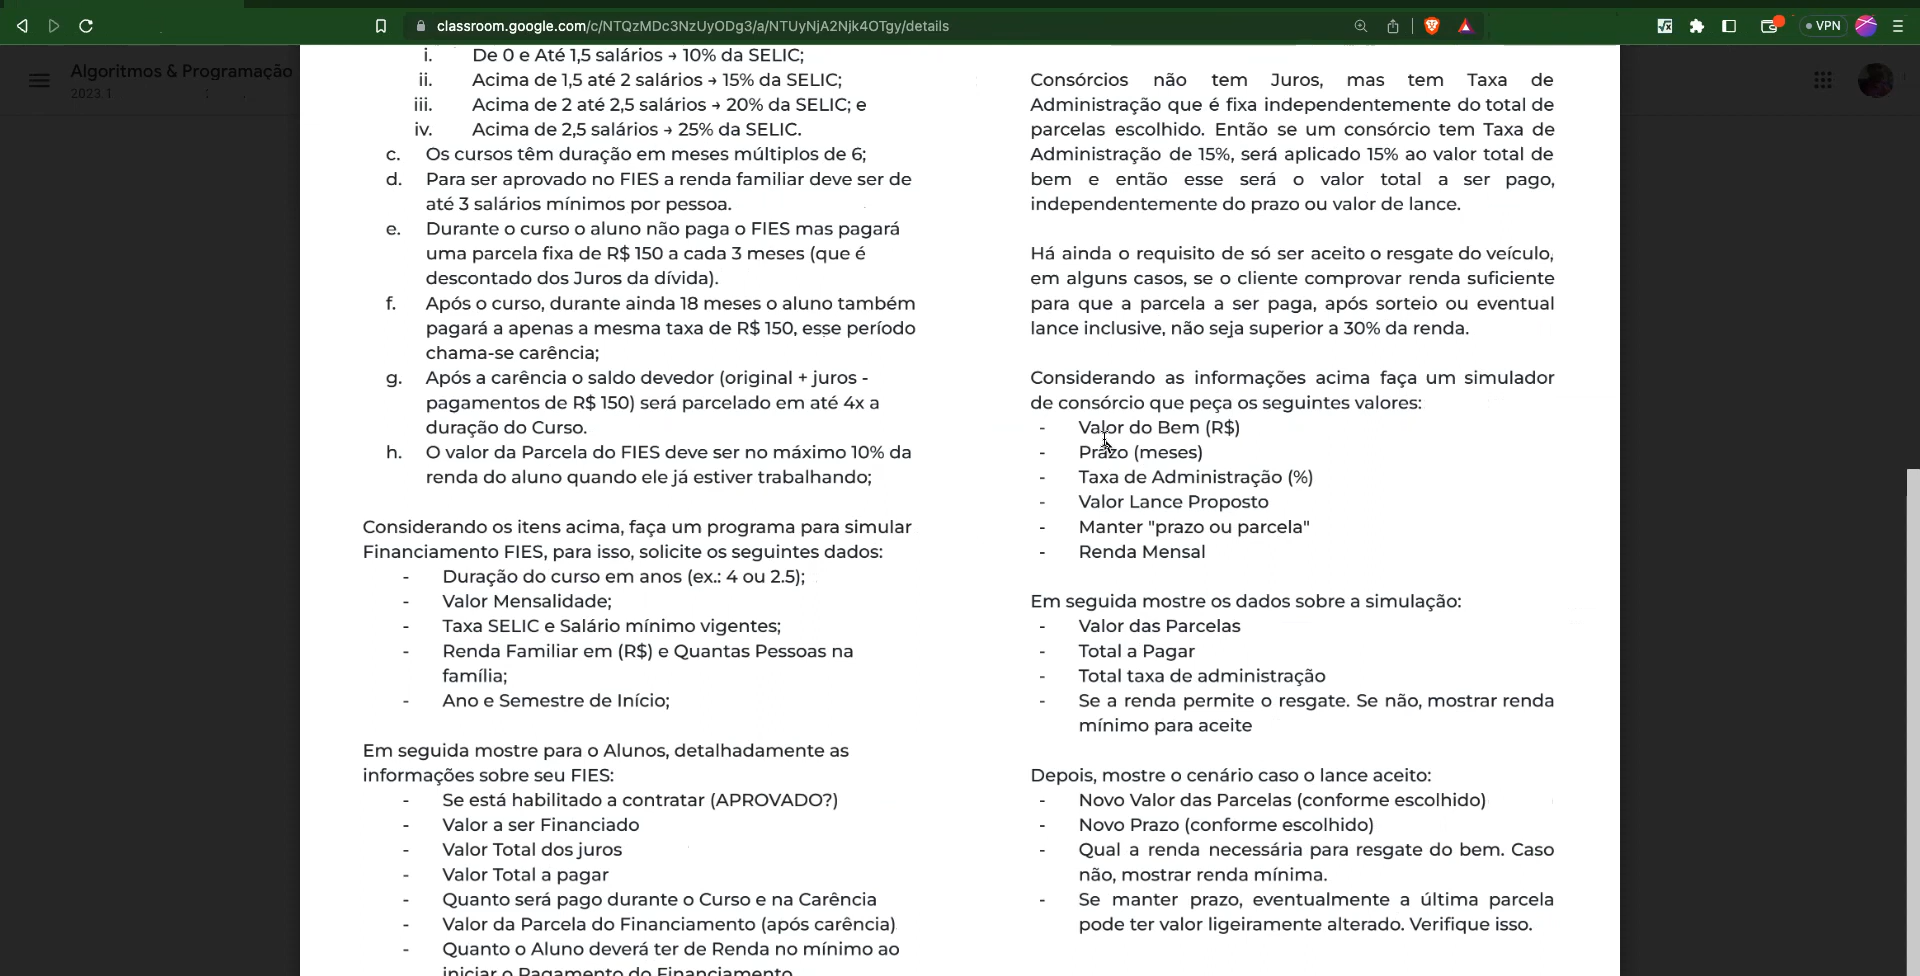 classroom.google.com/c/NTQzMDc3NzUyODg3/a/NTUyNjA2Njk4OTgy/details
VPN
Algoritmos & Programação
2023.1
i. De 0 e Até 1,5 salários → 10% da SELIC;
ii. Acima de 1,5 até 2 salários → 15% da SELIC;
iii. Acima de 2 até 2,5 salários → 20% da SELIC; e
iv. Acima de 2,5 salários → 25% da SELIC.
c. Os cursos têm duração em meses múltiplos de 6;
d. Para ser aprovado no FIES a renda familiar deve ser de
até 3 salários mínimos por pessoa.
e. Durante o curso o aluno não paga o FIES mas pagará
uma parcela fixa de R$ 150 a cada 3 meses (que é
descontado dos Juros da dívida).
f. Após o curso, durante ainda 18 meses o aluno também
pagará a apenas a mesma taxa de R$ 150, esse período
chama-se carência;
g. Após a carência o saldo devedor (original + juros -
pagamentos de R$ 150) será parcelado em até 4x a
duração do Curso.
h. O valor da Parcela do FIES deve ser no máximo 10% da
renda do aluno quando ele já estiver trabalhando;
Considerando os itens acima, faça um programa para simular
Financiamento FIES, para isso, solicite os seguintes dados:
- Duração do curso em anos (ex.: 4 ou 2.5);
- Valor Mensalidade;
- Taxa SELIC e Salário mínimo vigentes;
- Renda Familiar em (R$) e Quantas Pessoas na
família;
- Ano e Semestre de Início;
Em seguida mostre para o Alunos, detalhadamente as
informações sobre seu FIES:
- Se está habilitado a contratar (APROVADO?)
- Valor a ser Financiado
- Valor Total dos juros
- Valor Total a pagar
- Quanto será pago durante o Curso e na Carência
- Valor da Parcela do Financiamento (após carência)
- Quanto o Aluno deverá ter de Renda no mínimo ao
iniciar o Pagamento do Financiamento
Consórcios não tem Juros, mas tem Taxa de
Administração que é fixa independentemente do total de
parcelas escolhido. Então se um consórcio tem Taxa de
Administração de 15%, será aplicado 15% ao valor total de
bem e então esse será o valor total a ser pago,
independentemente do prazo ou valor de lance.
Há ainda o requisito de só ser aceito o resgate do veículo,
em alguns casos, se o cliente comprovar renda suficiente
para que a parcela a ser paga, após sorteio ou eventual
lance inclusive, não seja superior a 30% da renda.
Considerando as informações acima faça um simulador
de consórcio que peça os seguintes valores:
- Valor do Bem (R$)
- Prazo (meses)
- Taxa de Administração (%)
- Valor Lance Proposto
- Manter "prazo ou parcela"
- Renda Mensal
Em seguida mostre os dados sobre a simulação:
- Valor das Parcelas
- Total a Pagar
- Total taxa de administração
- Se a renda permite o resgate. Se não, mostrar renda
mínimo para aceite
Depois, mostre o cenário caso o lance aceito:
- Novo Valor das Parcelas (conforme escolhido)
- Novo Prazo (conforme escolhido)
- Qual a renda necessária para resgate do bem. Caso
não, mostrar renda mínima.
- Se manter prazo, eventualmente a última parcela
pode ter valor ligeiramente alterado. Verifique isso.